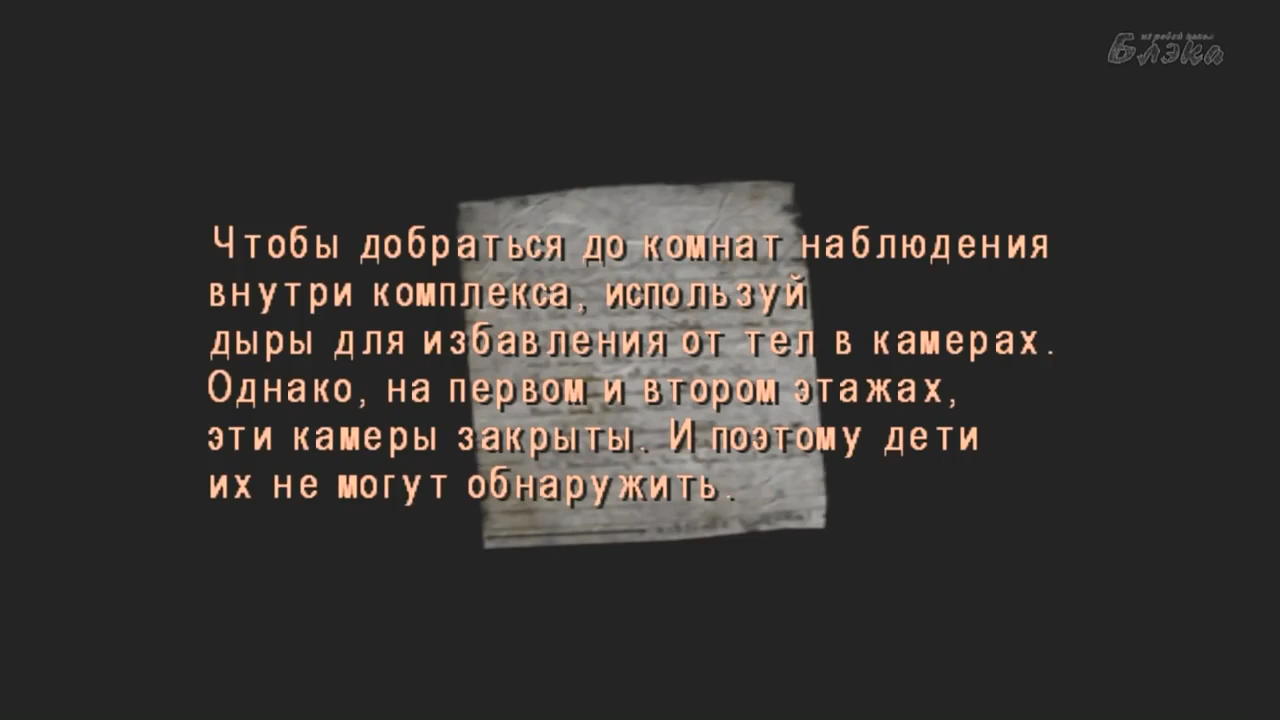 Блэка
Чтобы добраться до комнат наблюдения
внутри комплекса, используй
дыры для избавления от тел в камерах.
Однако, на первом и втором этажах,
эти камеры закрыты. И поэтому дети
их не могут обнаружить.